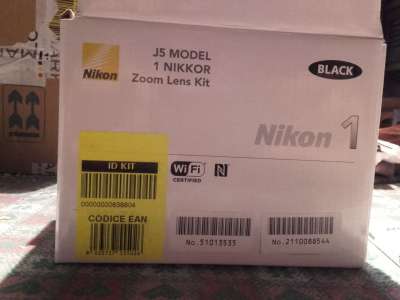 J5 MODEL
1 NIKKOR
Zoom Lens Kit
BLACK
Nikon
Nikon 1
ID KIT
Wi Fi
CERTIFIED
N
CODICE EAN
No.51013535
No.2110088544